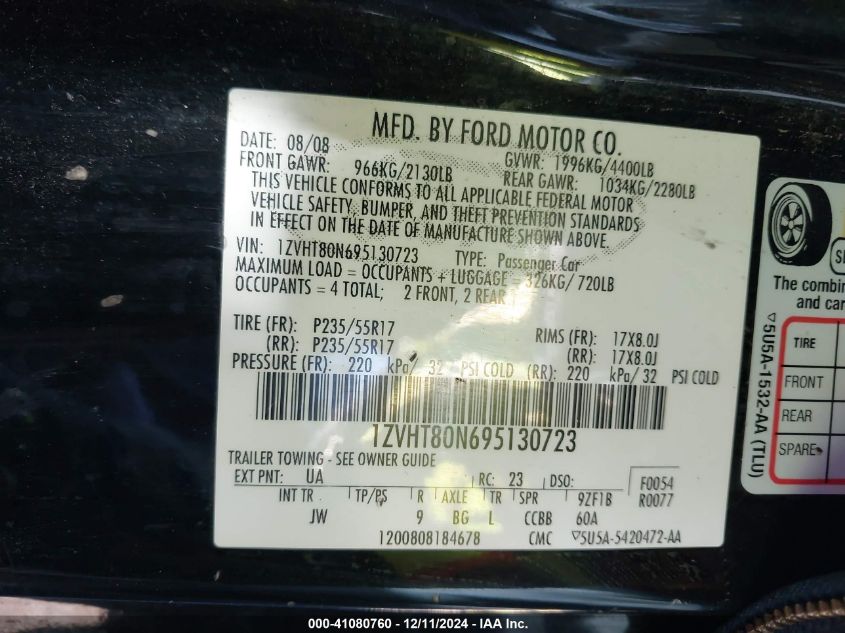 MFD. BY FORD MOTOR CO.
DATE: 08/08 GVWR: 1996KG/4400LB
FRONT GAWR: 966KG/2130LB REAR GAWR: 1034KG/2280LB
THIS VEHICLE CONFORMS TO ALL APPLICABLE FEDERAL MOTOR
VEHICLE SAFETY, BUMPER, AND THEFT PREVENTION STANDARDS
IN EFFECT ON THE DATE OF MANUFACTURE SHOWN ABOVE.
VIN: 1ZVHT80N695130723 TYPE: Passenger Car
MAXIMUM LOAD = OCCUPANTS + LUGGAGE = 326KG/ 720LB
OCCUPANTS = 4 TOTAL; 2 FRONT, 2 REAR
TIRE (FR): P235/55R17 RIMS (FR): 17X8.0J
(RR): P235/55R17 (RR): 17X8.0J
PRESSURE (FR): 220 kPa/ 32 PSI COLD (RR): 220 kPa/ 32 PSI COLD
1ZVHT80N695130723
TRAILER TOWING - SEE OWNER GUIDE
EXT PNT: UA RC: 23 DSO: F0054
INT TR TP/PS R AXLE TR SPR 9ZF1B R0077
JW 9 BG L CCBB 60A
1200808184678 CMC ▽5U5A-5420472-AA
The combin
and car
TIRE
FRONT
REAR
SPARE
▽5U5A-1532-AA (TLU)
000-41080760 - 12/11/2024 - IAA Inc.